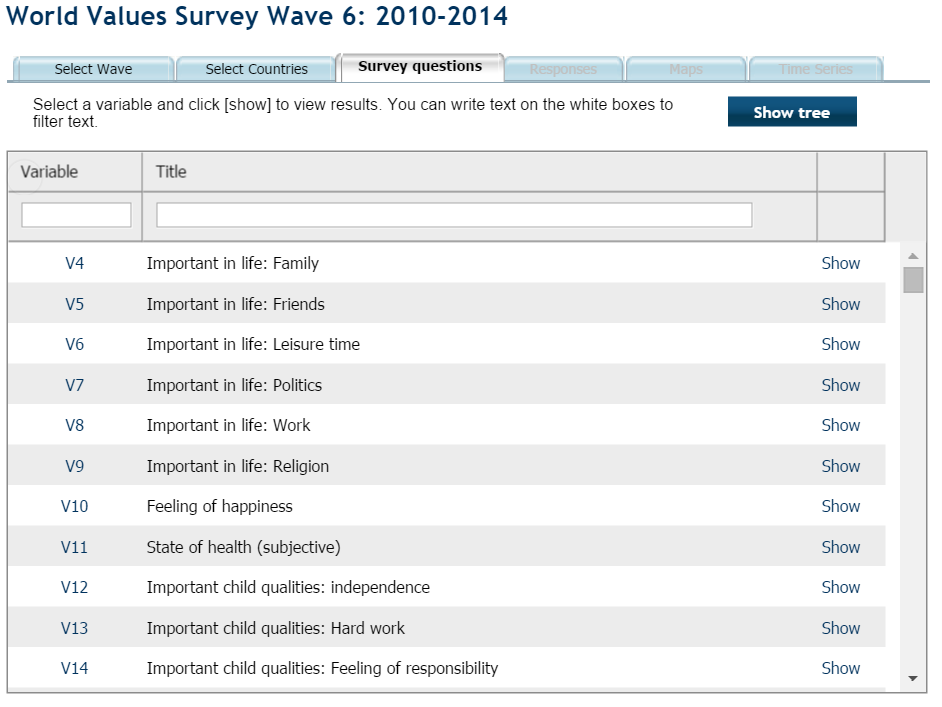 World Values Survey Wave 6: 2010-2014
Select Wave Select Countries Survey questions Responses Maps Time Series
Select a variable and click [show] to view results. You can write text on the white boxes to
filter text.
Show tree
Variable Title
V4 Important in life: Family Show
V5 Important in life: Friends Show
V6 Important in life: Leisure time Show
V7 Important in life: Politics Show
V8 Important in life: Work Show
V9 Important in life: Religion Show
V10 Feeling of happiness Show
V11 State of health (subjective) Show
V12 Important child qualities: independence Show
V13 Important child qualities: Hard work Show
V14 Important child qualities: Feeling of responsibility Show